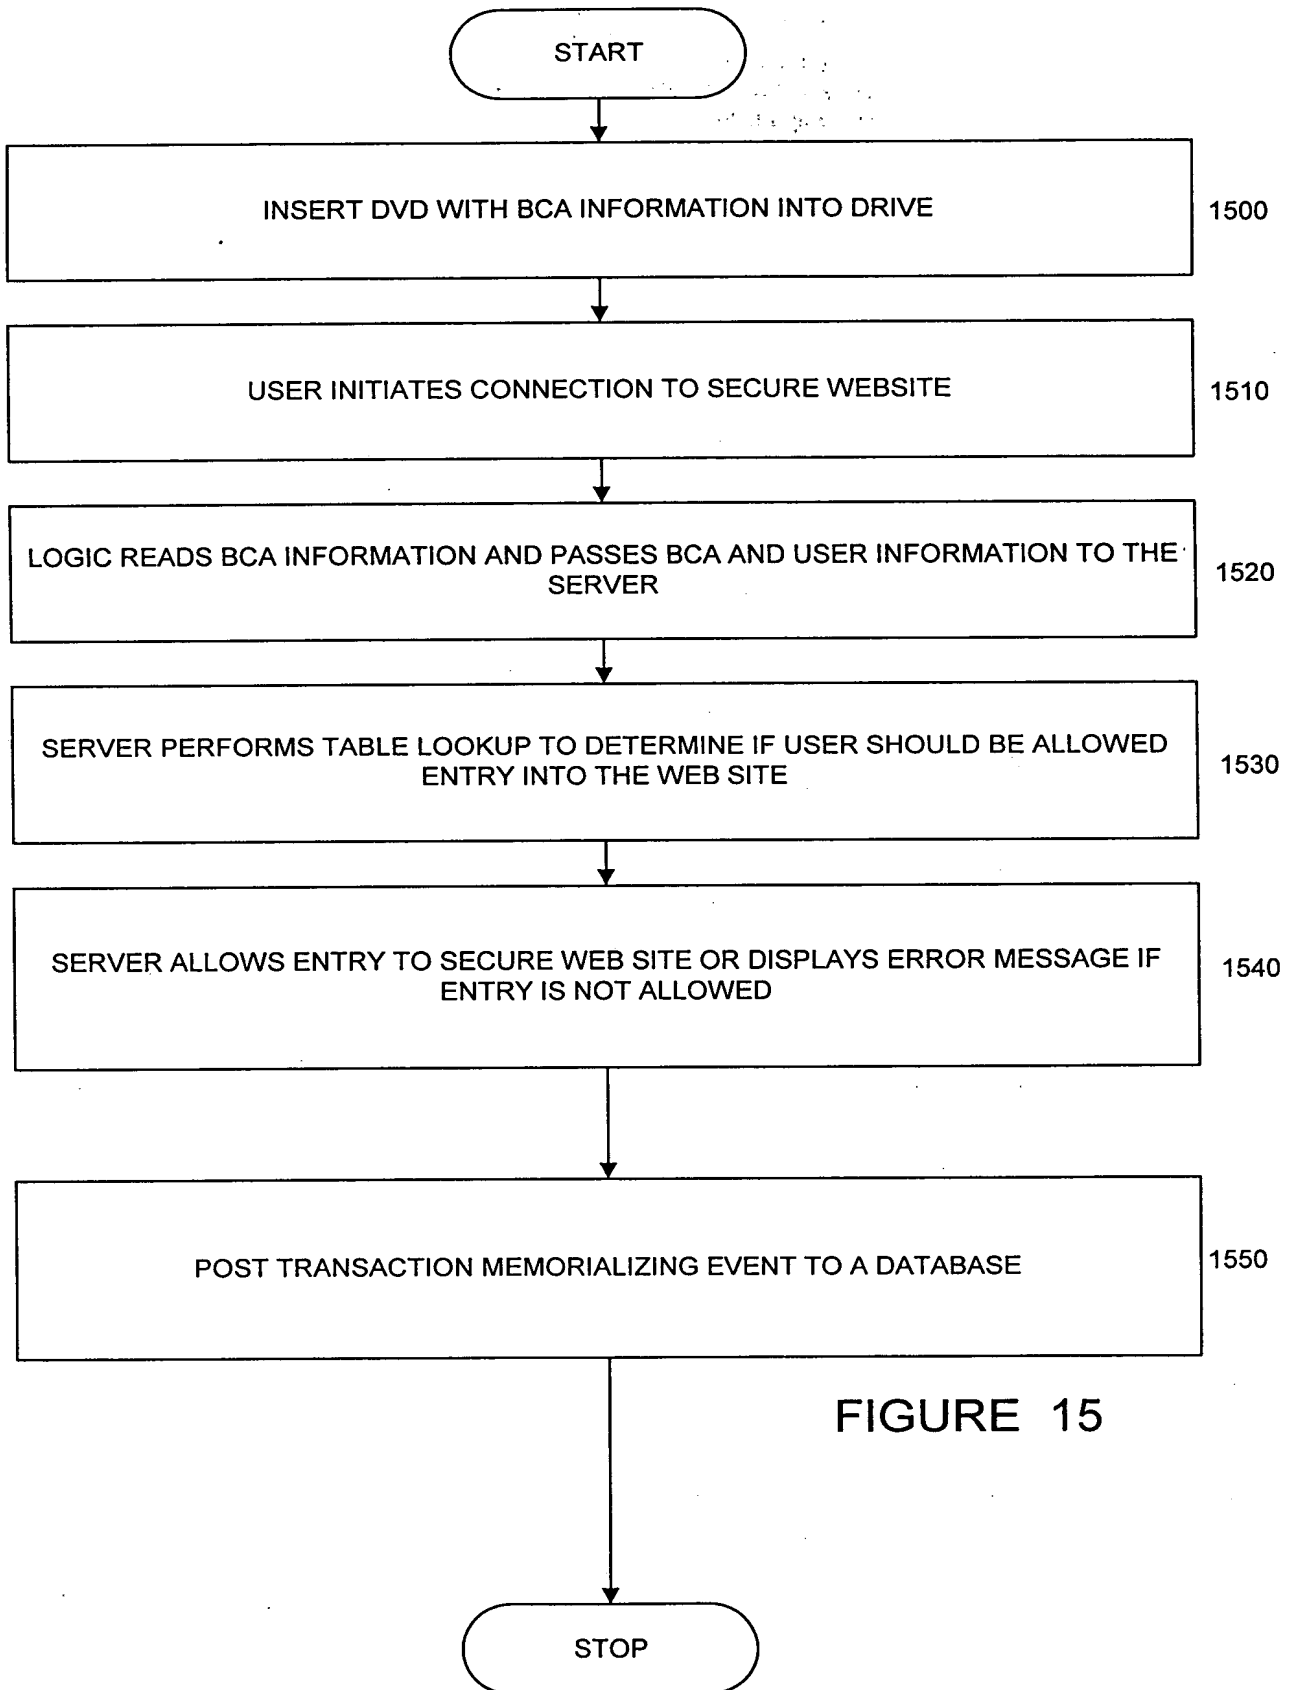 START
INSERT DVD WITH BCA INFORMATION INTO DRIVE
1500
USER INITIATES CONNECTION TO SECURE WEBSITE
1510
LOGIC READS BCA INFORMATION AND PASSES BCA AND USER INFORMATION TO THE
SERVER
1520
SERVER PERFORMS TABLE LOOKUP TO DETERMINE IF USER SHOULD BE ALLOWED
ENTRY INTO THE WEB SITE
1530
SERVER ALLOWS ENTRY TO SECURE WEB SITE OR DISPLAYS ERROR MESSAGE IF
ENTRY IS NOT ALLOWED
1540
POST TRANSACTION MEMORIALIZING EVENT TO A DATABASE
1550
FIGURE 15
STOP